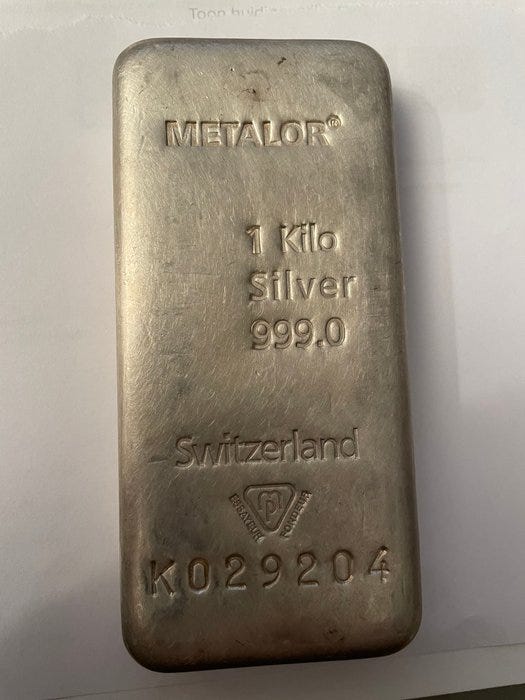 METALOR®
1 Kilo
Silver
999.0
Switzerland
ESSAYEUR FONDEUR
K029204